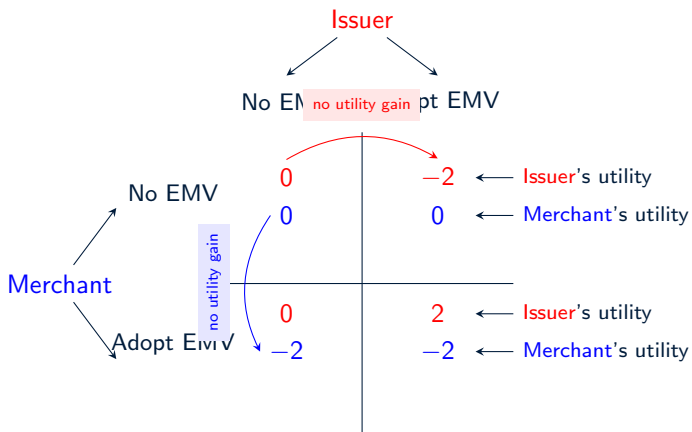 Issuer
No EM
no utility gain
pt EMV
0
−2
Issuer's utility
No EMV
0
0
Merchant's utility
no utility gain
Merchant
0
2
Issuer's utility
Adopt EMV
−2
−2
Merchant's utility